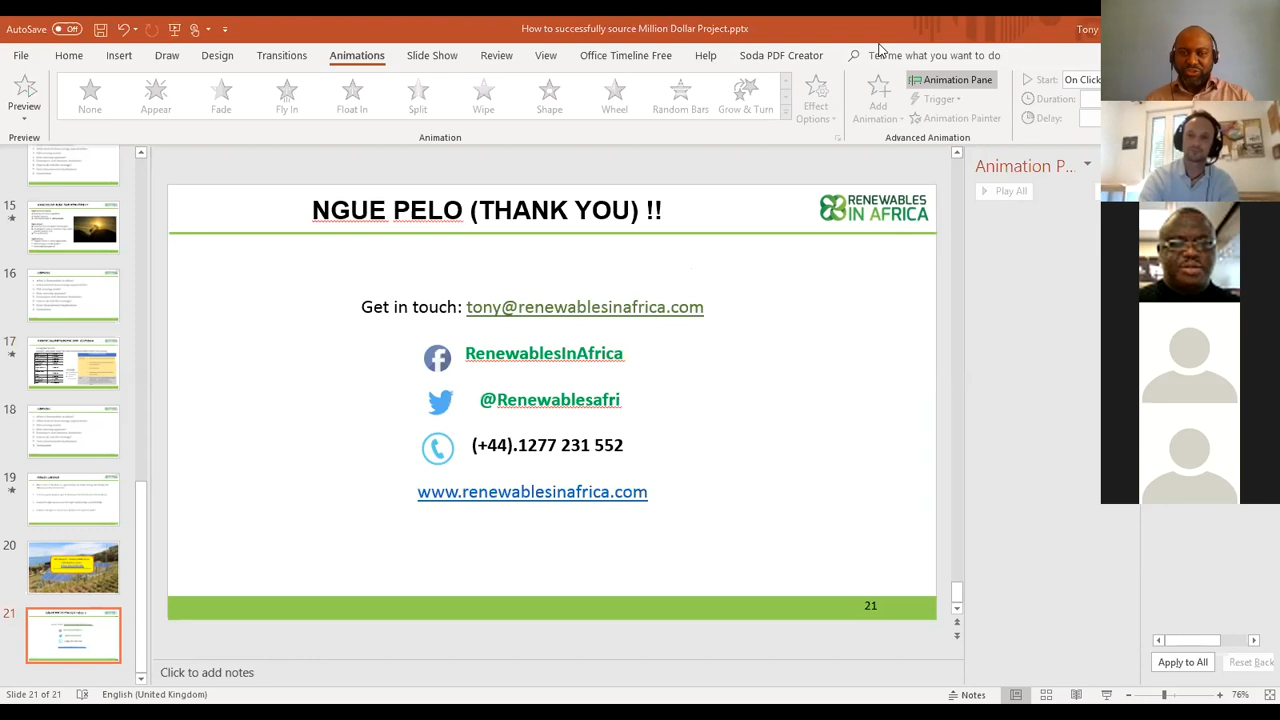 AutoSave Off
How to successfully source Million Dollar Project.pptx
Tony
File Home Insert Draw Design Transitions Animations Slide Show Review View Office Timeline Free Help Soda PDF Creator Tell me what you want to do
Preview
None Appear Fade Fly In Float In Split Wipe Shape Wheel Random Bars Grow & Turn
Effect Options
Add Animation
Animation Pane
Trigger
Animation Painter
Start: On Click
Duration:
Delay:
Preview
Animation
Advanced Animation
15
16
17
18
19
20
21
NGUE PELO (THANK YOU) !!
RENEWABLES
IN AFRICA
Get in touch: tony@renewablesinafrica.com
RenewablesInAfrica
@Renewablesafri
(+44).1277 231 552
www.renewablesinafrica.com
21
Animation P...
Play All
Click to add notes
Apply to All
Reset Back
Slide 21 of 21
English (United Kingdom)
Notes
76%